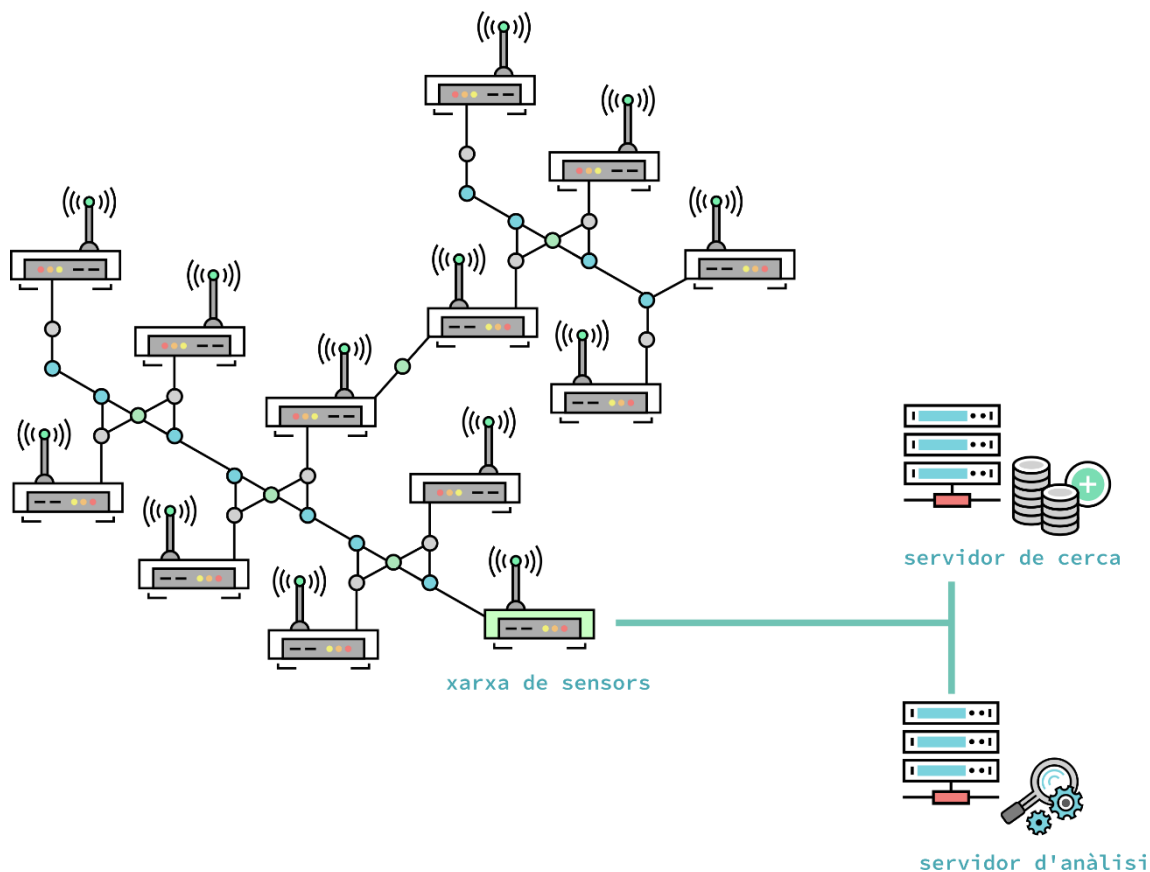 servidor de cerca
xarxa de sensors
servidor d'anàlisi